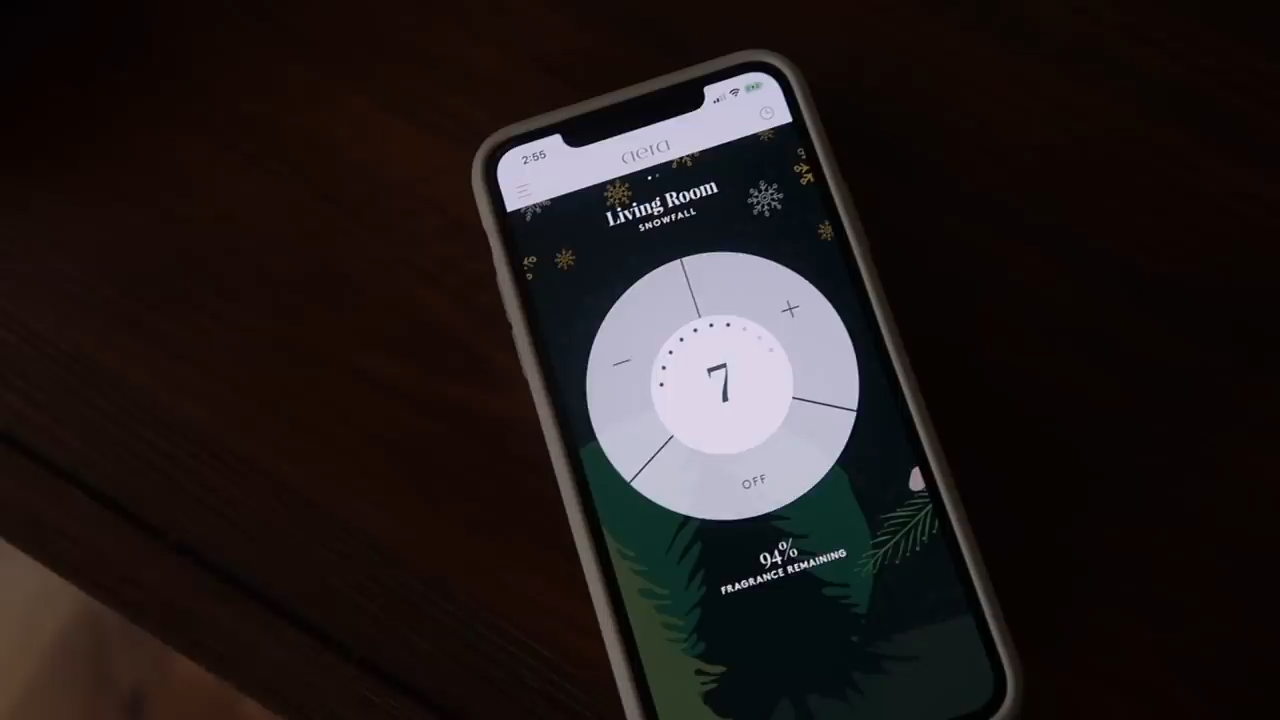 2:55
aera
Living Room
SNOWFALL
+
−
7
OFF
94%
FRAGRANCE REMAINING